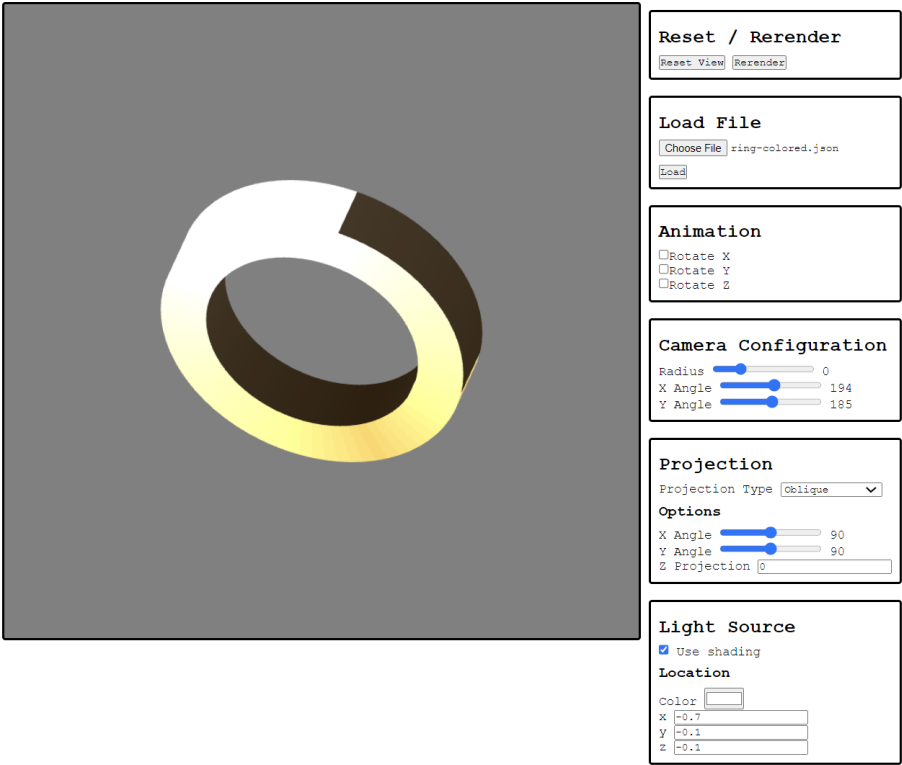 Reset / Rerender
Reset View Rerender
Load File
Choose File ring-colored.json
Load
Animation
Rotate X
Rotate Y
Rotate Z
Camera Configuration
Radius 0
X Angle 194
Y Angle 185
Projection
Projection Type Oblique
Options
X Angle 90
Y Angle 90
Z Projection 0
Light Source
Use shading
Location
Color
x -0.7
y -0.1
z -0.1